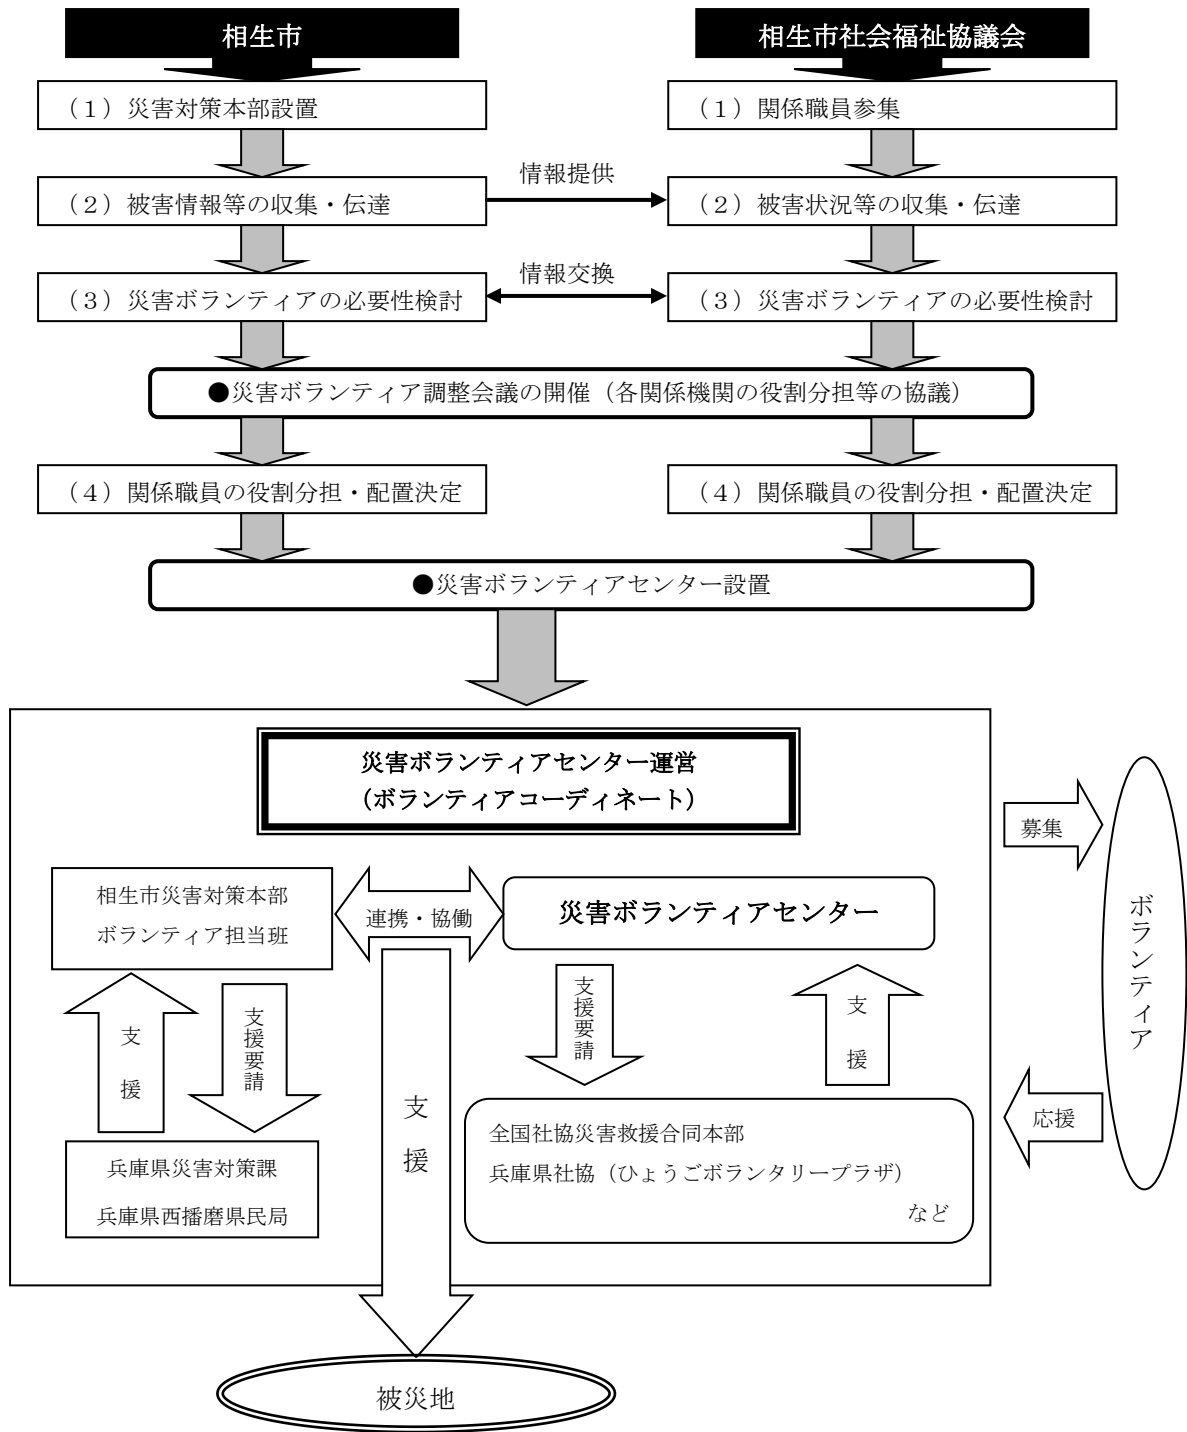 相生市
相生市社会福祉協議会
（１）災害対策本部設置
（１）関係職員参集
情報提供
（２）被害情報等の収集・伝達
（２）被害状況等の収集・伝達
情報交換
（３）災害ボランティアの必要性検討
（３）災害ボランティアの必要性検討
●災害ボランティア調整会議の開催（各関係機関の役割分担等の協議）
（４）関係職員の役割分担・配置決定
（４）関係職員の役割分担・配置決定
●災害ボランティアセンター設置
災害ボランティアセンター運営
（ボランティアコーディネート）
募集
相生市災害対策本部
ボランティア担当班
連携・協働
災害ボランティアセンター
ボランティア
支援
支援要請
支援要請
支援
支援
応援
兵庫県災害対策課
兵庫県西播磨県民局
全国社協災害救援合同本部
兵庫県社協（ひょうごボランタリープラザ）
など
被災地